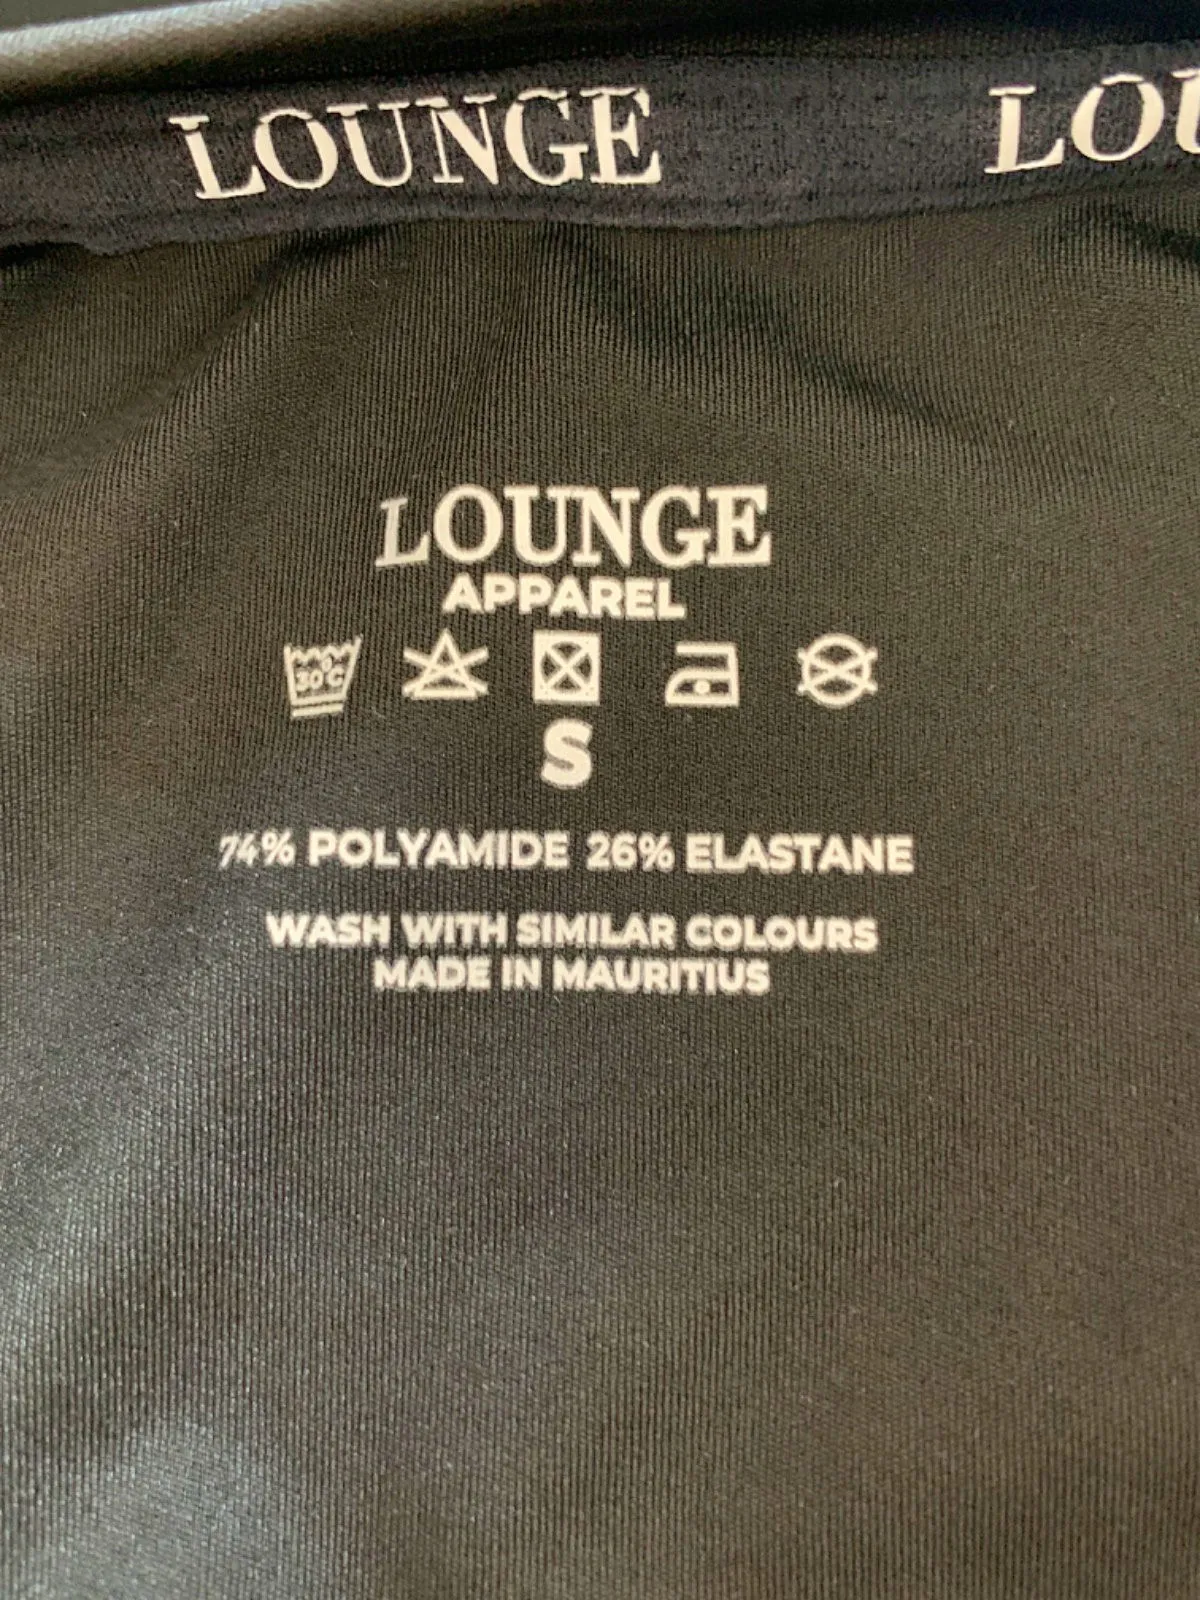 LOUNGE LOU
LOUNGE
APPAREL
30°C
S
74% POLYAMIDE 26% ELASTANE
WASH WITH SIMILAR COLOURS
MADE IN MAURITIUS